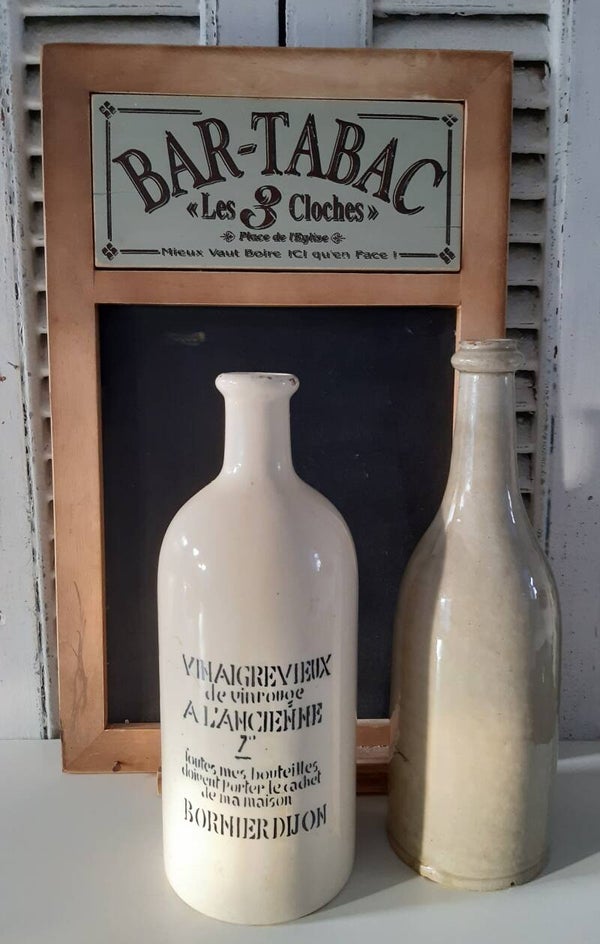 BAR-TABAC
«Les 3 Cloches»
Place de l'Eglise
Mieux Vaut Boire ICI qu'en Face !
VINAIGRE VIEUX
de vin rouge
A L'ANCIENNE
toutes mes bouteilles
doivent porter le cachet
de ma maison
BORNIER DIJON